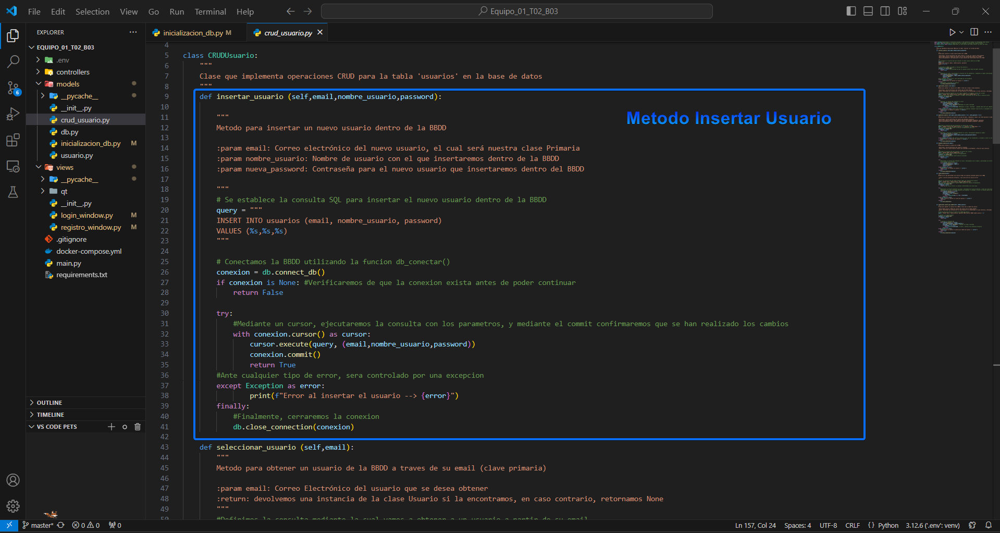 File Edit Selection View Go Run Terminal Help
Equipo_01_T02_B03
EXPLORER
EQUIPO_01_T02_B03
.env
controllers
models
__pycache__
__init__.py
crud_usuario.py
db.py
inicializacion_db.py M
usuario.py
views
__pycache__
qt
__init__.py
login_window.py M
registro_window.py M
.gitignore
docker-compose.yml
main.py
requirements.txt
OUTLINE
TIMELINE
VS CODE PETS
6
inicializacion_db.py M
crud_usuario.py
4
5 class CRUDUsuario:
6 """
7 Clase que implementa operaciones CRUD para la tabla 'usuarios' en la base de datos
8 """
9 def insertar_usuario (self,email,nombre_usuario,password):
10
Metodo Insertar Usuario
11 """
12 Metodo para insertar un nuevo usuario dentro de la BBDD
13
14 :param email: Correo electrónico del nuevo usuario, el cual será nuestra clase Primaria
15 :param nombre_usuario: Nombre de usuario con el que insertaremos dentro de la BBDD
16 :param nueva_password: Contraseña para el nuevo usuario que insertaremos dentro del BBDD
17
18 """
19 # Se establece la consulta SQL para insertar el nuevo usuario dentro de la BBDD
20 query = """
21 INSERT INTO usuarios (email, nombre_usuario, password)
22 VALUES (%s,%s,%s)
23 """
24
25 # Conectamos la BBDD utilizando la funcion db_conectar()
26 conexion = db.connect_db()
27 if conexion is None: #Verificaremos de que la conexion exista antes de poder continuar
28 return False
29
30 try:
31 #Mediante un cursor, ejecutaremos la consulta con los parametros, y mediante el commit confirmaremos que se han realizado los cambios
32 with conexion.cursor() as cursor:
33 cursor.execute(query, (email,nombre_usuario,password))
34 conexion.commit()
35 return True
36 #Ante cualquier tipo de error, sera controlado por una excepcion
37 except Exception as error:
38 print(f"Error al insertar el usuario --> {error}")
39 finally:
40 #Finalmente, cerraremos la conexion
41 db.close_connection(conexion)
42
43 def seleccionar_usuario (self,email):
44 """
45 Metodo para obtener un usuario de la BBDD a traves de su email (clave primaria)
46
47 :param email: Correo Electrónico del usuario que se desea obtener
48 :return: devolvemos una instancia de la clase Usuario si la encontramos, en caso contrario, retornamos None
49 """
50 #Definimos la consulta mediante la cual vamos a obtener a un usuario a partir de su email
master* 0 0 0
Ln 157, Col 24 Spaces: 4 UTF-8 CRLF {} Python 3.12.6 ('.env': venv)